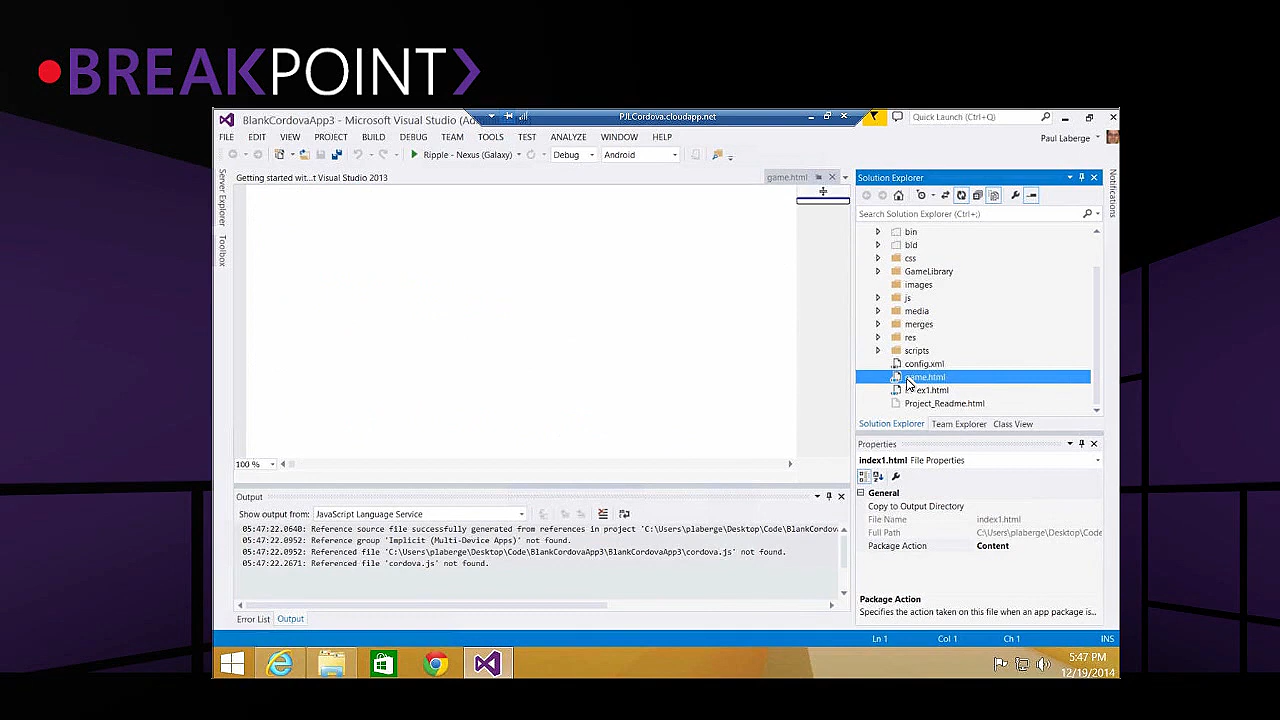 BREAKPOINT
BlankCordovaApp3 - Microsoft Visual Studio (Ad
PJLCordova.cloudapp.net
Quick Launch (Ctrl+Q)
FILE EDIT VIEW PROJECT BUILD DEBUG TEAM TOOLS TEST ANALYZE WINDOW HELP
Paul Laberge
Ripple - Nexus (Galaxy) Debug Android
Server Explorer
Toolbox
Getting started wit...t Visual Studio 2013
game.html
Solution Explorer
Notifications
Search Solution Explorer (Ctrl+;)
bin
bld
css
GameLibrary
images
js
media
merges
res
scripts
config.xml
game.html
ex1.html
Project_Readme.html
Solution Explorer Team Explorer Class View
Properties
index1.html File Properties
General
Copy to Output Directory
File Name index1.html
Full Path C:\Users\plaberge\Desktop\Code
Package Action Content
Package Action
Specifies the action taken on this file when an app package is...
100 %
Output
Show output from: JavaScript Language Service
05:47:22.0640: Reference source file successfully generated from references in project 'C:\Users\plaberge\Desktop\Code\BlankCordov
05:47:22.0952: Reference group 'Implicit (Multi-Device Apps)' not found.
05:47:22.0952: Referenced file 'C:\Users\plaberge\Desktop\Code\BlankCordovaApp3\BlankCordovaApp3\cordova.js' not found.
05:47:22.2671: Referenced file 'cordova.js' not found.
Error List Output
Ln 1 Col 1 Ch 1 INS
5:47 PM
12/19/2014